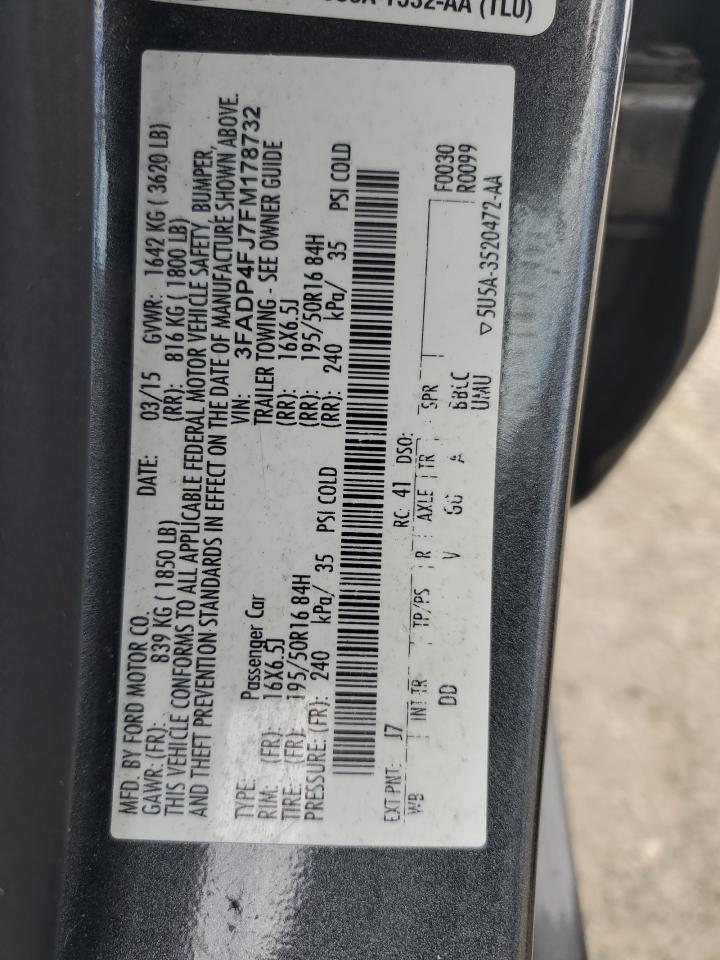 1532-AA (TLU)
MFD. BY FORD MOTOR CO.
DATE: 03/15 GVWR: 1642 KG ( 3620 LB)
GAWR: (FR): 839 KG ( 1850 LB) (RR): 816 KG ( 1800 LB)
THIS VEHICLE CONFORMS TO ALL APPLICABLE FEDERAL MOTOR VEHICLE SAFETY, BUMPER,
AND THEFT PREVENTION STANDARDS IN EFFECT ON THE DATE OF MANUFACTURE SHOWN ABOVE.
VIN: 3FADP4FJ7FM178732
TYPE: Passenger Car TRAILER TOWING - SEE OWNER GUIDE
RIM: (FR): 16X6.5J (RR): 16X6.5J
TIRE: (FR): 195/50R16 84H (RR): 195/50R16 84H
PRESSURE: (FR): 240 kPa/ 35 PSI COLD (RR): 240 kPa/ 35 PSI COLD
EXT PNT: J7 RC: 41 DSO:
WB INT TR TP/PS R AXLE TR SPR F0030
R0099
DD V GG A BBLC
UMU
▽5U5A-3520472-AA